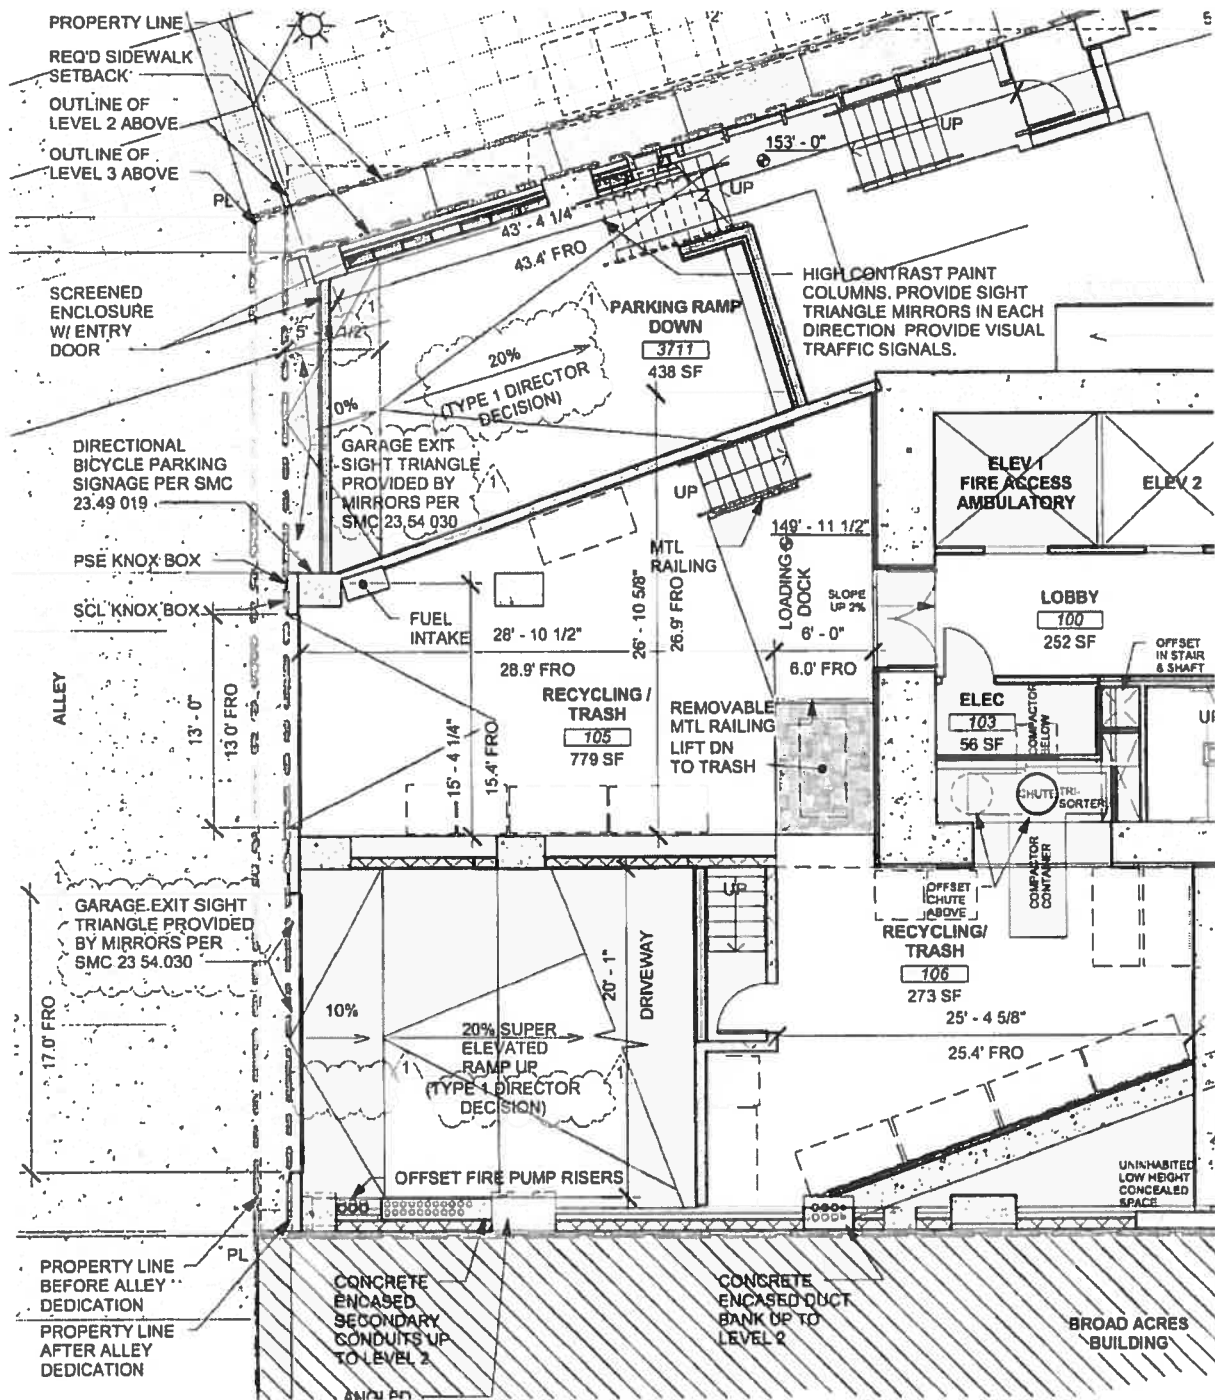 PROPERTY LINE
REQ'D SIDEWALK
SETBACK
OUTLINE OF
LEVEL 2 ABOVE
OUTLINE OF
LEVEL 3 ABOVE
PL
2
5
153' - 0"
UP
UP
43' - 4 1/4"
43.4' FRO
SCREENED
ENCLOSURE
W/ ENTRY
DOOR
1
1
PARKING RAMP
DOWN
3711
438 SF
HIGH CONTRAST PAINT
COLUMNS. PROVIDE SIGHT
TRIANGLE MIRRORS IN EACH
DIRECTION PROVIDE VISUAL
TRAFFIC SIGNALS.
20%
(TYPE 1 DIRECTOR
DECISION)
0%
DIRECTIONAL
BICYCLE PARKING
SIGNAGE PER SMC
23.49 019
GARAGE EXIT
SIGHT TRIANGLE
PROVIDED BY
MIRRORS PER
SMC 23.54 030
1
UP
ELEV 1
FIRE ACCESS
AMBULATORY
ELEV 2
149' - 11 1/2"
MTL
RAILING
LOADING
DOCK
PSE KNOX BOX
SCL KNOX BOX
FUEL
INTAKE
26' - 10 5/8"
26.9' FRO
SLOPE
UP 2%
LOBBY
100
252 SF
OFFSET
IN STAIR
& SHAFT
28' - 10 1/2"
28.9' FRO
6'- 0"
6.0' FRO
ALLEY
13' - 0"
13 0' FRO
RECYCLING /
TRASH
105
779 SF
15' - 4 1/4"
15.4' FRO
REMOVABLE
MTL RAILING
LIFT DN
TO TRASH
ELEC
103
56 SF
COMPACTOR
BELOW
CHUTE
TRI-
SORTER
COMPACTOR
CONTAINER
OFFSET
CHUTE
ABOVE
1
GARAGE EXIT SIGHT
TRIANGLE PROVIDED
BY MIRRORS PER
SMC 23 54.030
17.0' FRO
10%
20% SUPER
ELEVATED
RAMP UP
(TYPE 1 DIRECTOR
DECISION)
1
1
20' - 1"
DRIVEWAY
UP
RECYCLING/
TRASH
106
273 SF
25' - 4 5/8"
25.4' FRO
OFFSET FIRE PUMP RISERS
UNINHABITED
LOW HEIGHT
CONCEALED
SPACE
PL
PROPERTY LINE
BEFORE ALLEY
DEDICATION
PROPERTY LINE
AFTER ALLEY
DEDICATION
CONCRETE
ENCASED
SECONDARY
CONDUITS UP
TO LEVEL 2
CONCRETE
ENCASED DUCT
BANK UP TO
LEVEL 2
BROAD ACRES
BUILDING
ANGLED